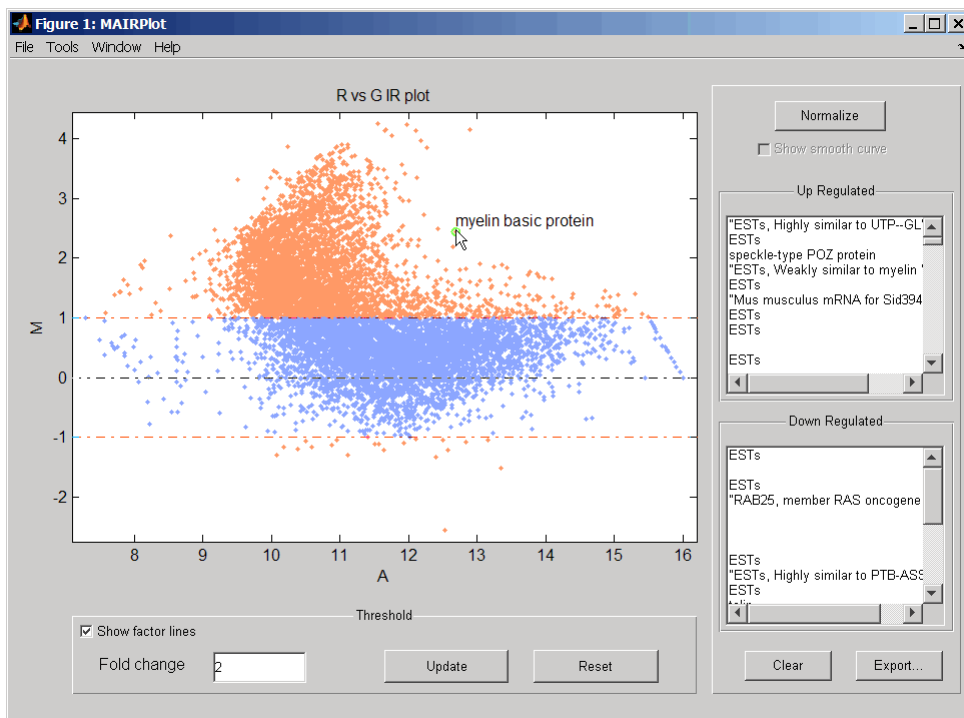 Figure 1: MAIRPlot
File Tools Window Help
R vs G IR plot
4
3
2
1
0
-1
-2
M
8 9 10 11 12 13 14 15 16
A
myelin basic protein
Normalize
Show smooth curve
Up Regulated
"ESTs, Highly similar to UTP--GL
ESTs
speckle-type POZ protein
"ESTs, Weakly similar to myelin
ESTs
"Mus musculus mRNA for Sid394
ESTs
ESTs
ESTs
Down Regulated
ESTs
ESTs
"RAB25, member RAS oncogene
ESTs
"ESTs, Highly similar to PTB-ASS
ESTs
Threshold
Show factor lines
Fold change 2 Update Reset
Clear Export...